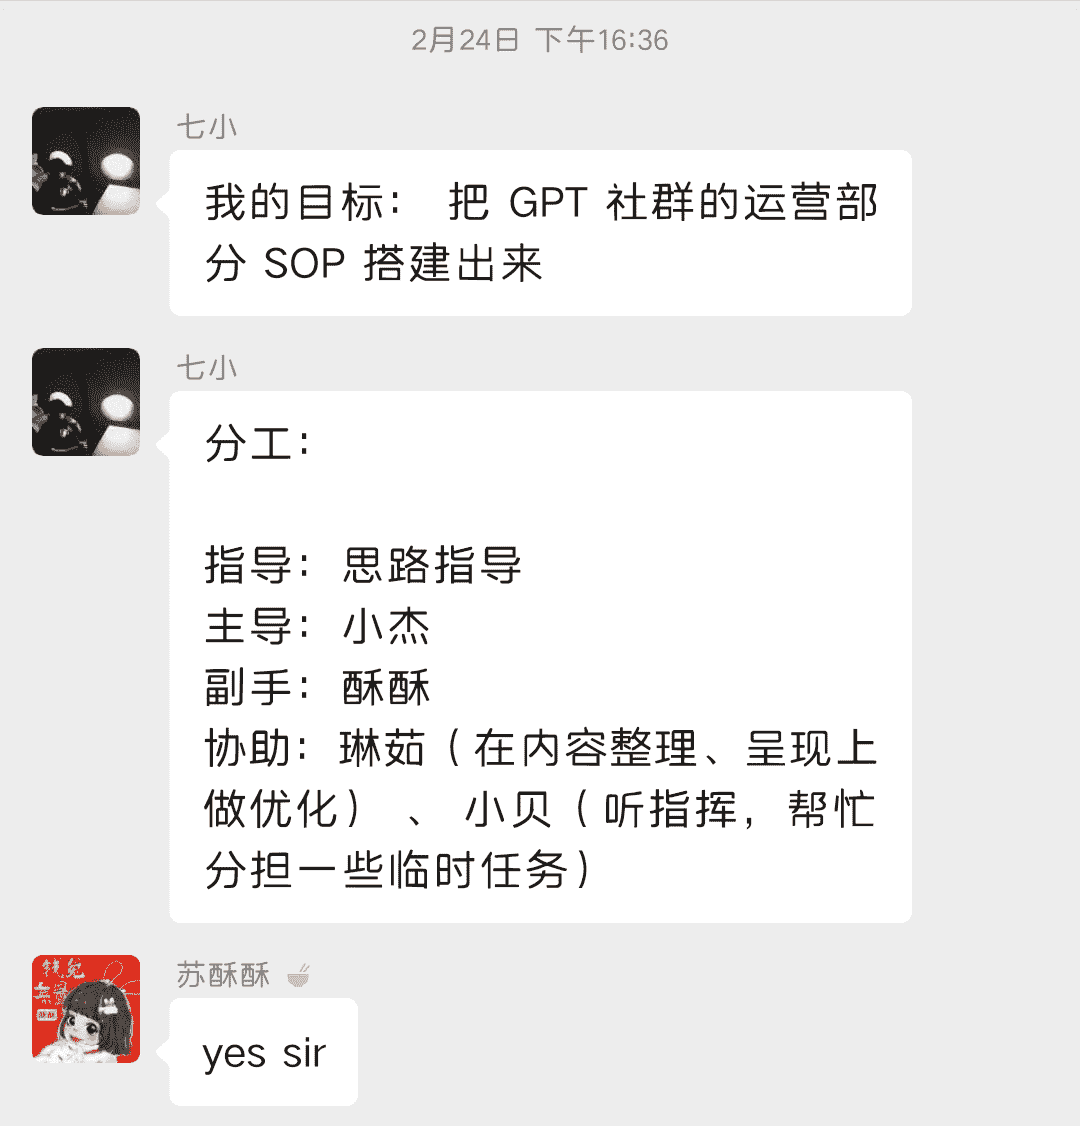 2月24日 下午16:36
七小
我的目标： 把 GPT 社群的运营部
分 SOP 搭建出来
七小
分工：
指导：思路指导
主导：小杰
副手：酥酥
协助：琳茹（在内容整理、呈现上
做优化） 、 小贝（听指挥，帮忙
分担一些临时任务）
钱兔
无量
苏酥酥
yes sir